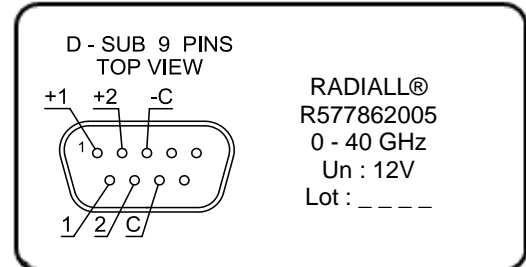 D - SUB 9 PINS
TOP VIEW
+1 +2 -C
1
1 2 C
RADIALL®
R577862005
0 - 40 GHz
Un : 12V
Lot : _ _ _ _